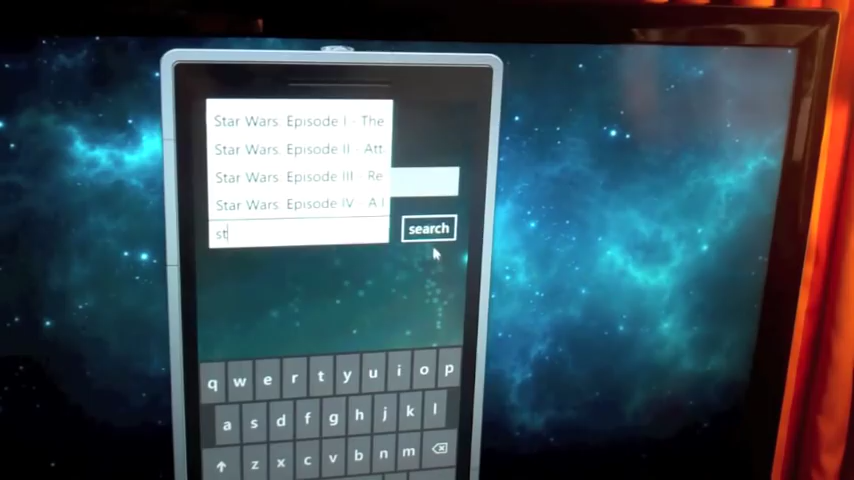 Star Wars: Episode I - The
Star Wars: Episode II - Att
Star Wars: Episode III - Re
Star Wars: Episode IV - A
st
search
q w e r t y u i o p
a s d f g h j k l
z x c v b n m